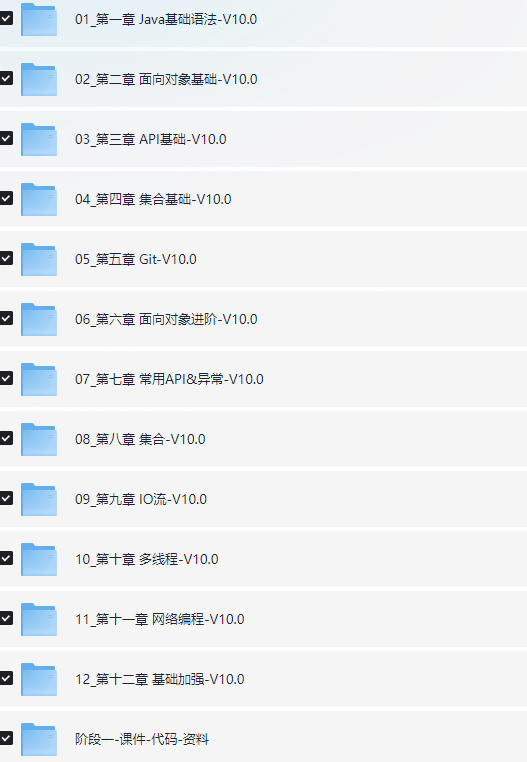 01_第一章 Java基础语法-V10.0
02_第二章 面向对象基础-V10.0
03_第三章 API基础-V10.0
04_第四章 集合基础-V10.0
05_第五章 Git-V10.0
06_第六章 面向对象进阶-V10.0
07_第七章 常用API&异常-V10.0
08_第八章 集合-V10.0
09_第九章 IO流-V10.0
10_第十章 多线程-V10.0
11_第十一章 网络编程-V10.0
12_第十二章 基础加强-V10.0
阶段一-课件-代码-资料